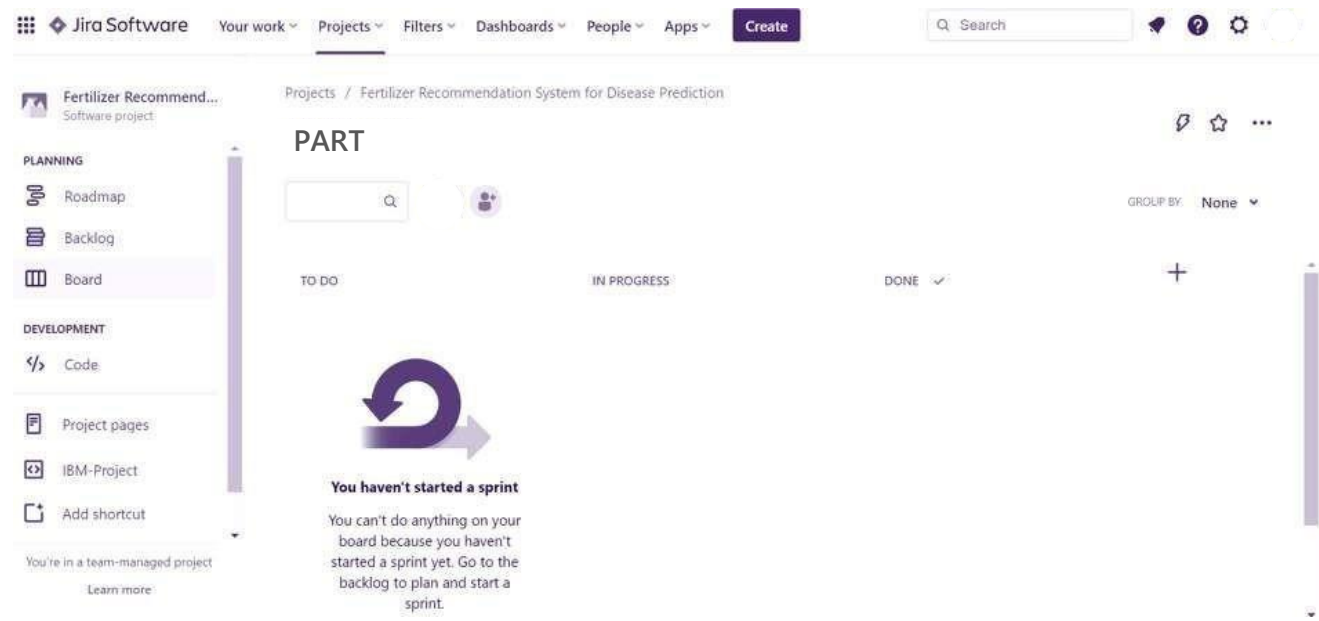 Jira Software Your work Projects Filters Dashboards People Apps Create Search
Fertilizer Recommend...
Software project
Projects / Fertilizer Recommendation System for Disease Prediction
PART
PLANNING
Roadmap
Backlog
Board
DEVELOPMENT
Code
Project pages
IBM-Project
Add shortcut
You're in a team-managed project
Learn more
GROUP BY None
TO DO IN PROGRESS DONE
You haven't started a sprint
You can't do anything on your
board because you haven't
started a sprint yet. Go to the
backlog to plan and start a
sprint.